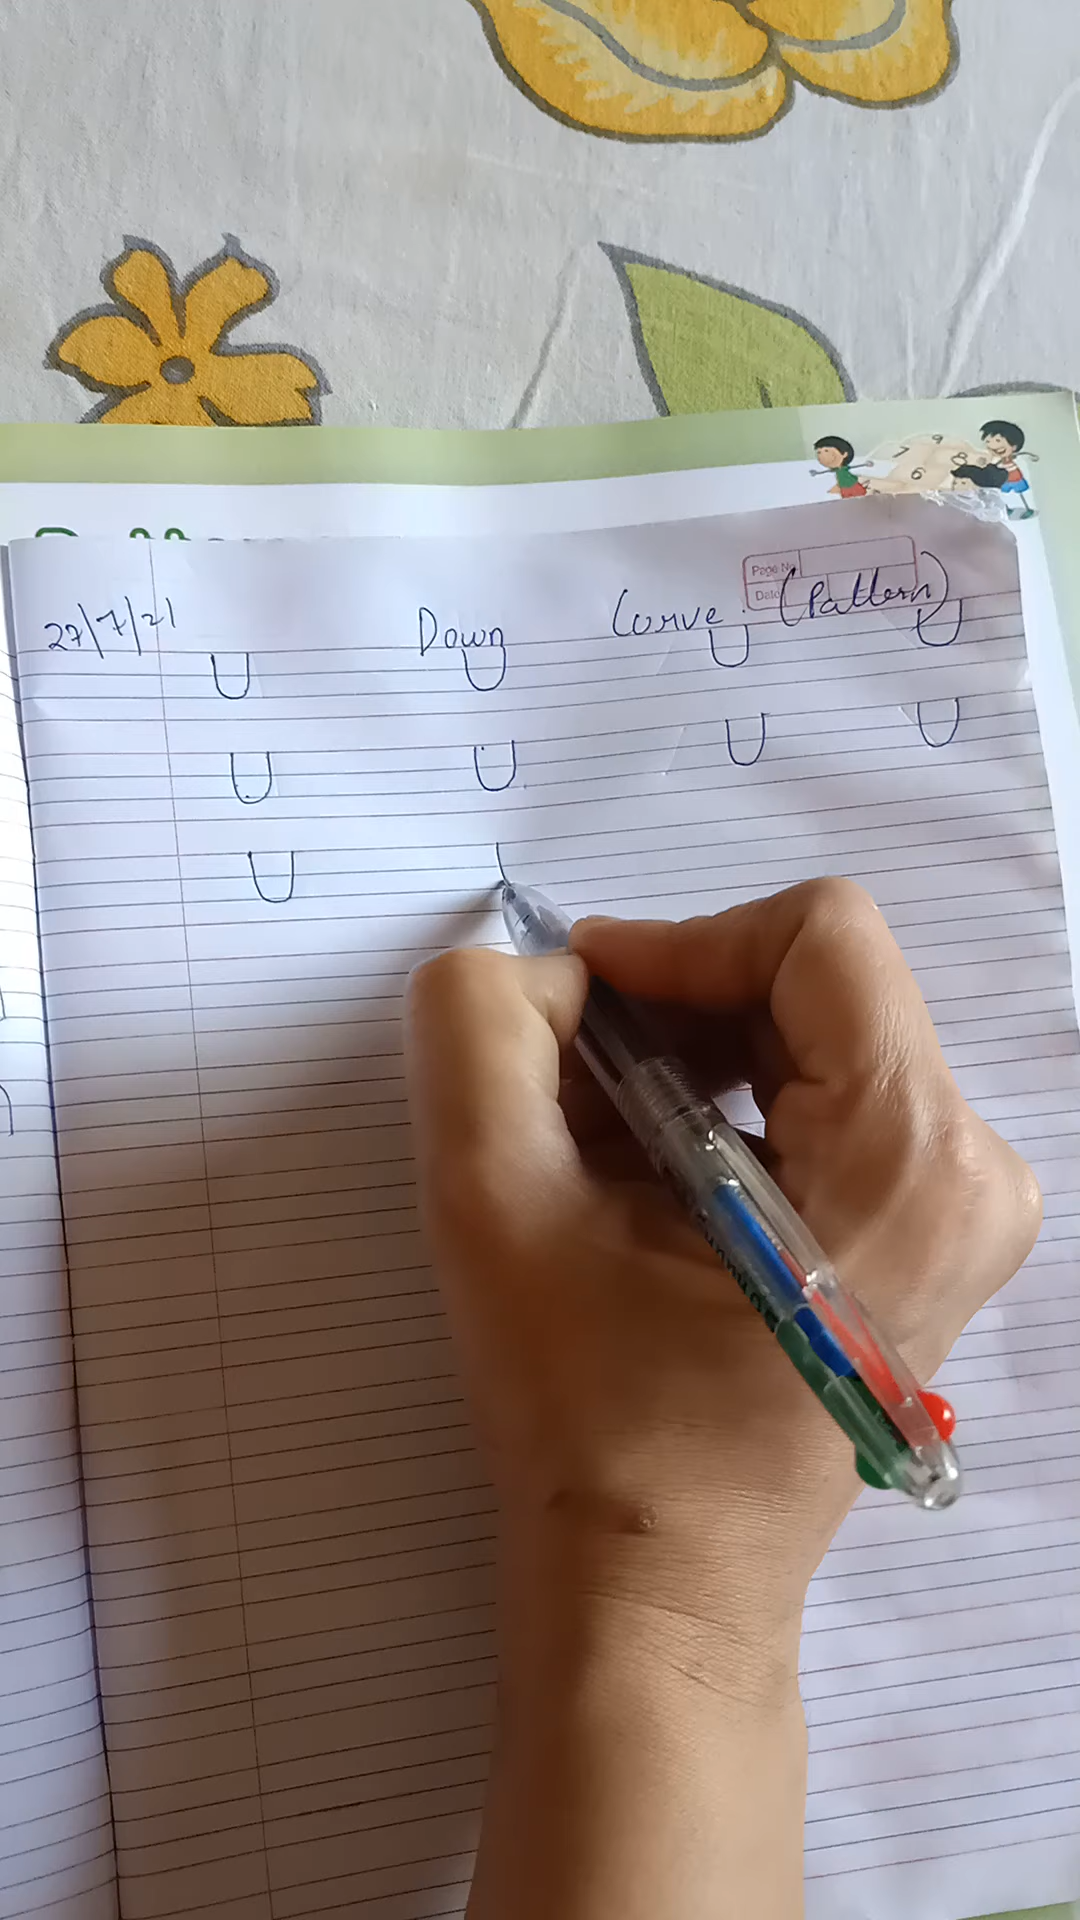 Page No.
Date
27/7/21 Down Curve (Pattern)
U U U U
U U U U
U